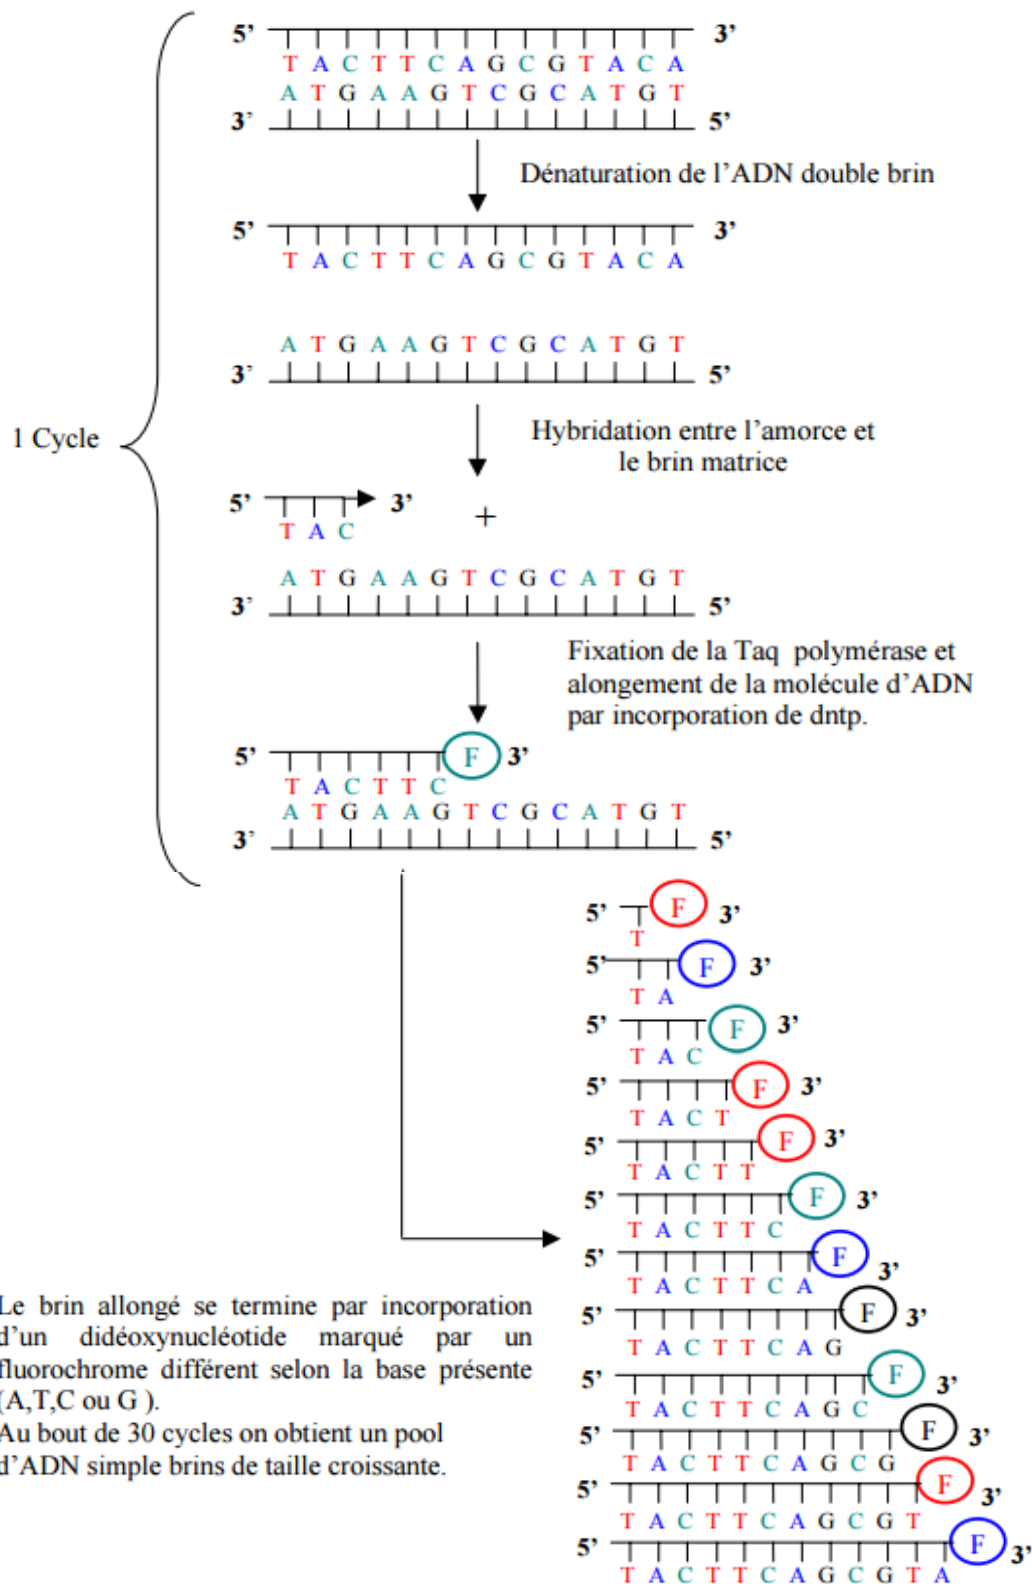 5’ 3’
T A C T T C A G C G T A C A
A T G A A G T C G C A T G T
3’ 5’
Dénaturation de l’ADN double brin
5’ 3’
T A C T T C A G C G T A C A
A T G A A G T C G C A T G T
3’ 5’
1 Cycle
Hybridation entre l’amorce et
le brin matrice
5’ 3’
T A C
+
A T G A A G T C G C A T G T
3’ 5’
Fixation de la Taq polymérase et
alongement de la molécule d’ADN
par incorporation de dntp.
5’ F 3’
T A C T T C
A T G A A G T C G C A T G T
3’ 5’
5’ F 3’
T
5’ F 3’
T A
5’ F 3’
T A C
5’ F 3’
T A C T
5’ F 3’
T A C T T
5’ F 3’
T A C T T C
5’ F 3’
T A C T T C A
5’ F 3’
T A C T T C A G
5’ F 3’
T A C T T C A G C
5’ F 3’
T A C T T C A G C G
5’ F 3’
T A C T T C A G C G T
5’ F 3’
T A C T T C A G C G T A
Le brin allongé se termine par incorporation
d’un didéoxynucléotide marqué par un
fluorochrome différent selon la base présente
(A,T,C ou G ).
Au bout de 30 cycles on obtient un pool
d’ADN simple brins de taille croissante.